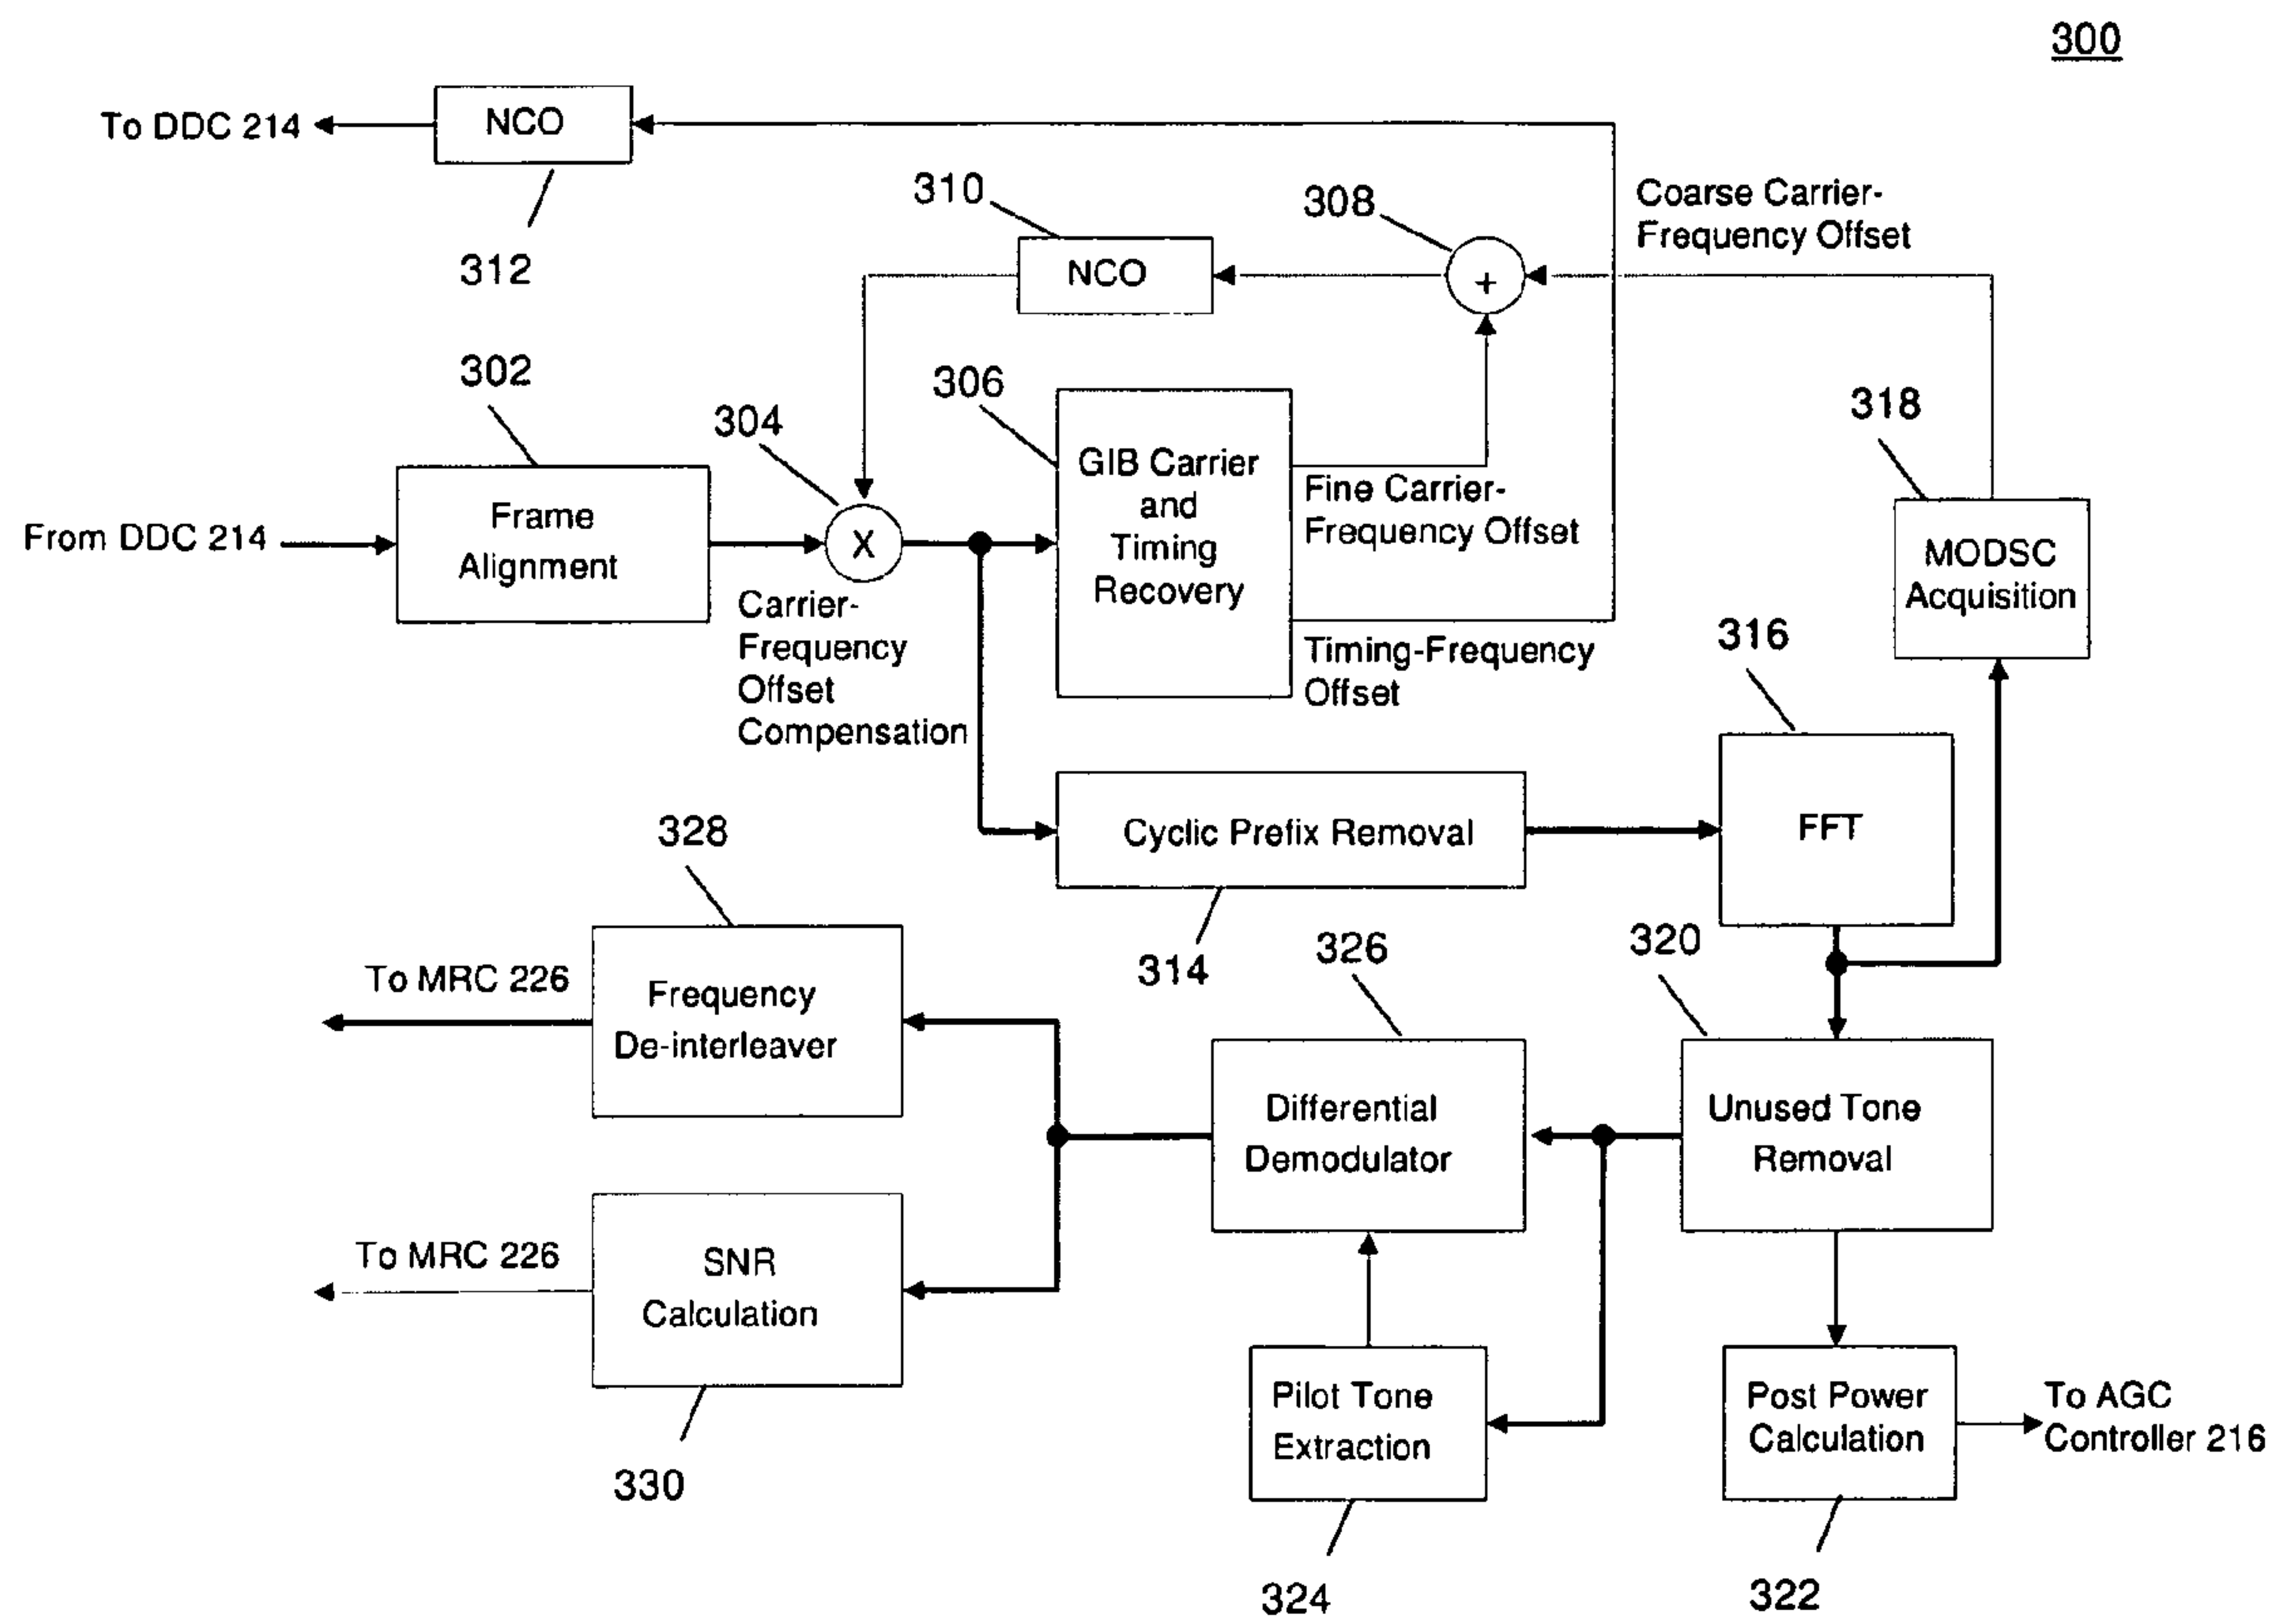 300
To DDC 214
NCO
312
310
NCO
308
+
Coarse Carrier-
Frequency Offset
302
304
306
318
From DDC 214
Frame
Alignment
X
Carrier-
Frequency
Offset
Compensation
GIB Carrier
and
Timing
Recovery
Fine Carrier-
Frequency Offset
Timing-Frequency
Offset
MODSC
Acquisition
316
FFT
Cyclic Prefix Removal
314
328
To MRC 226
Frequency
De-interleaver
326
320
Differential
Demodulator
Unused Tone
Removal
To MRC 226
SNR
Calculation
330
Pilot Tone
Extraction
324
Post Power
Calculation
322
To AGC
Controller 216